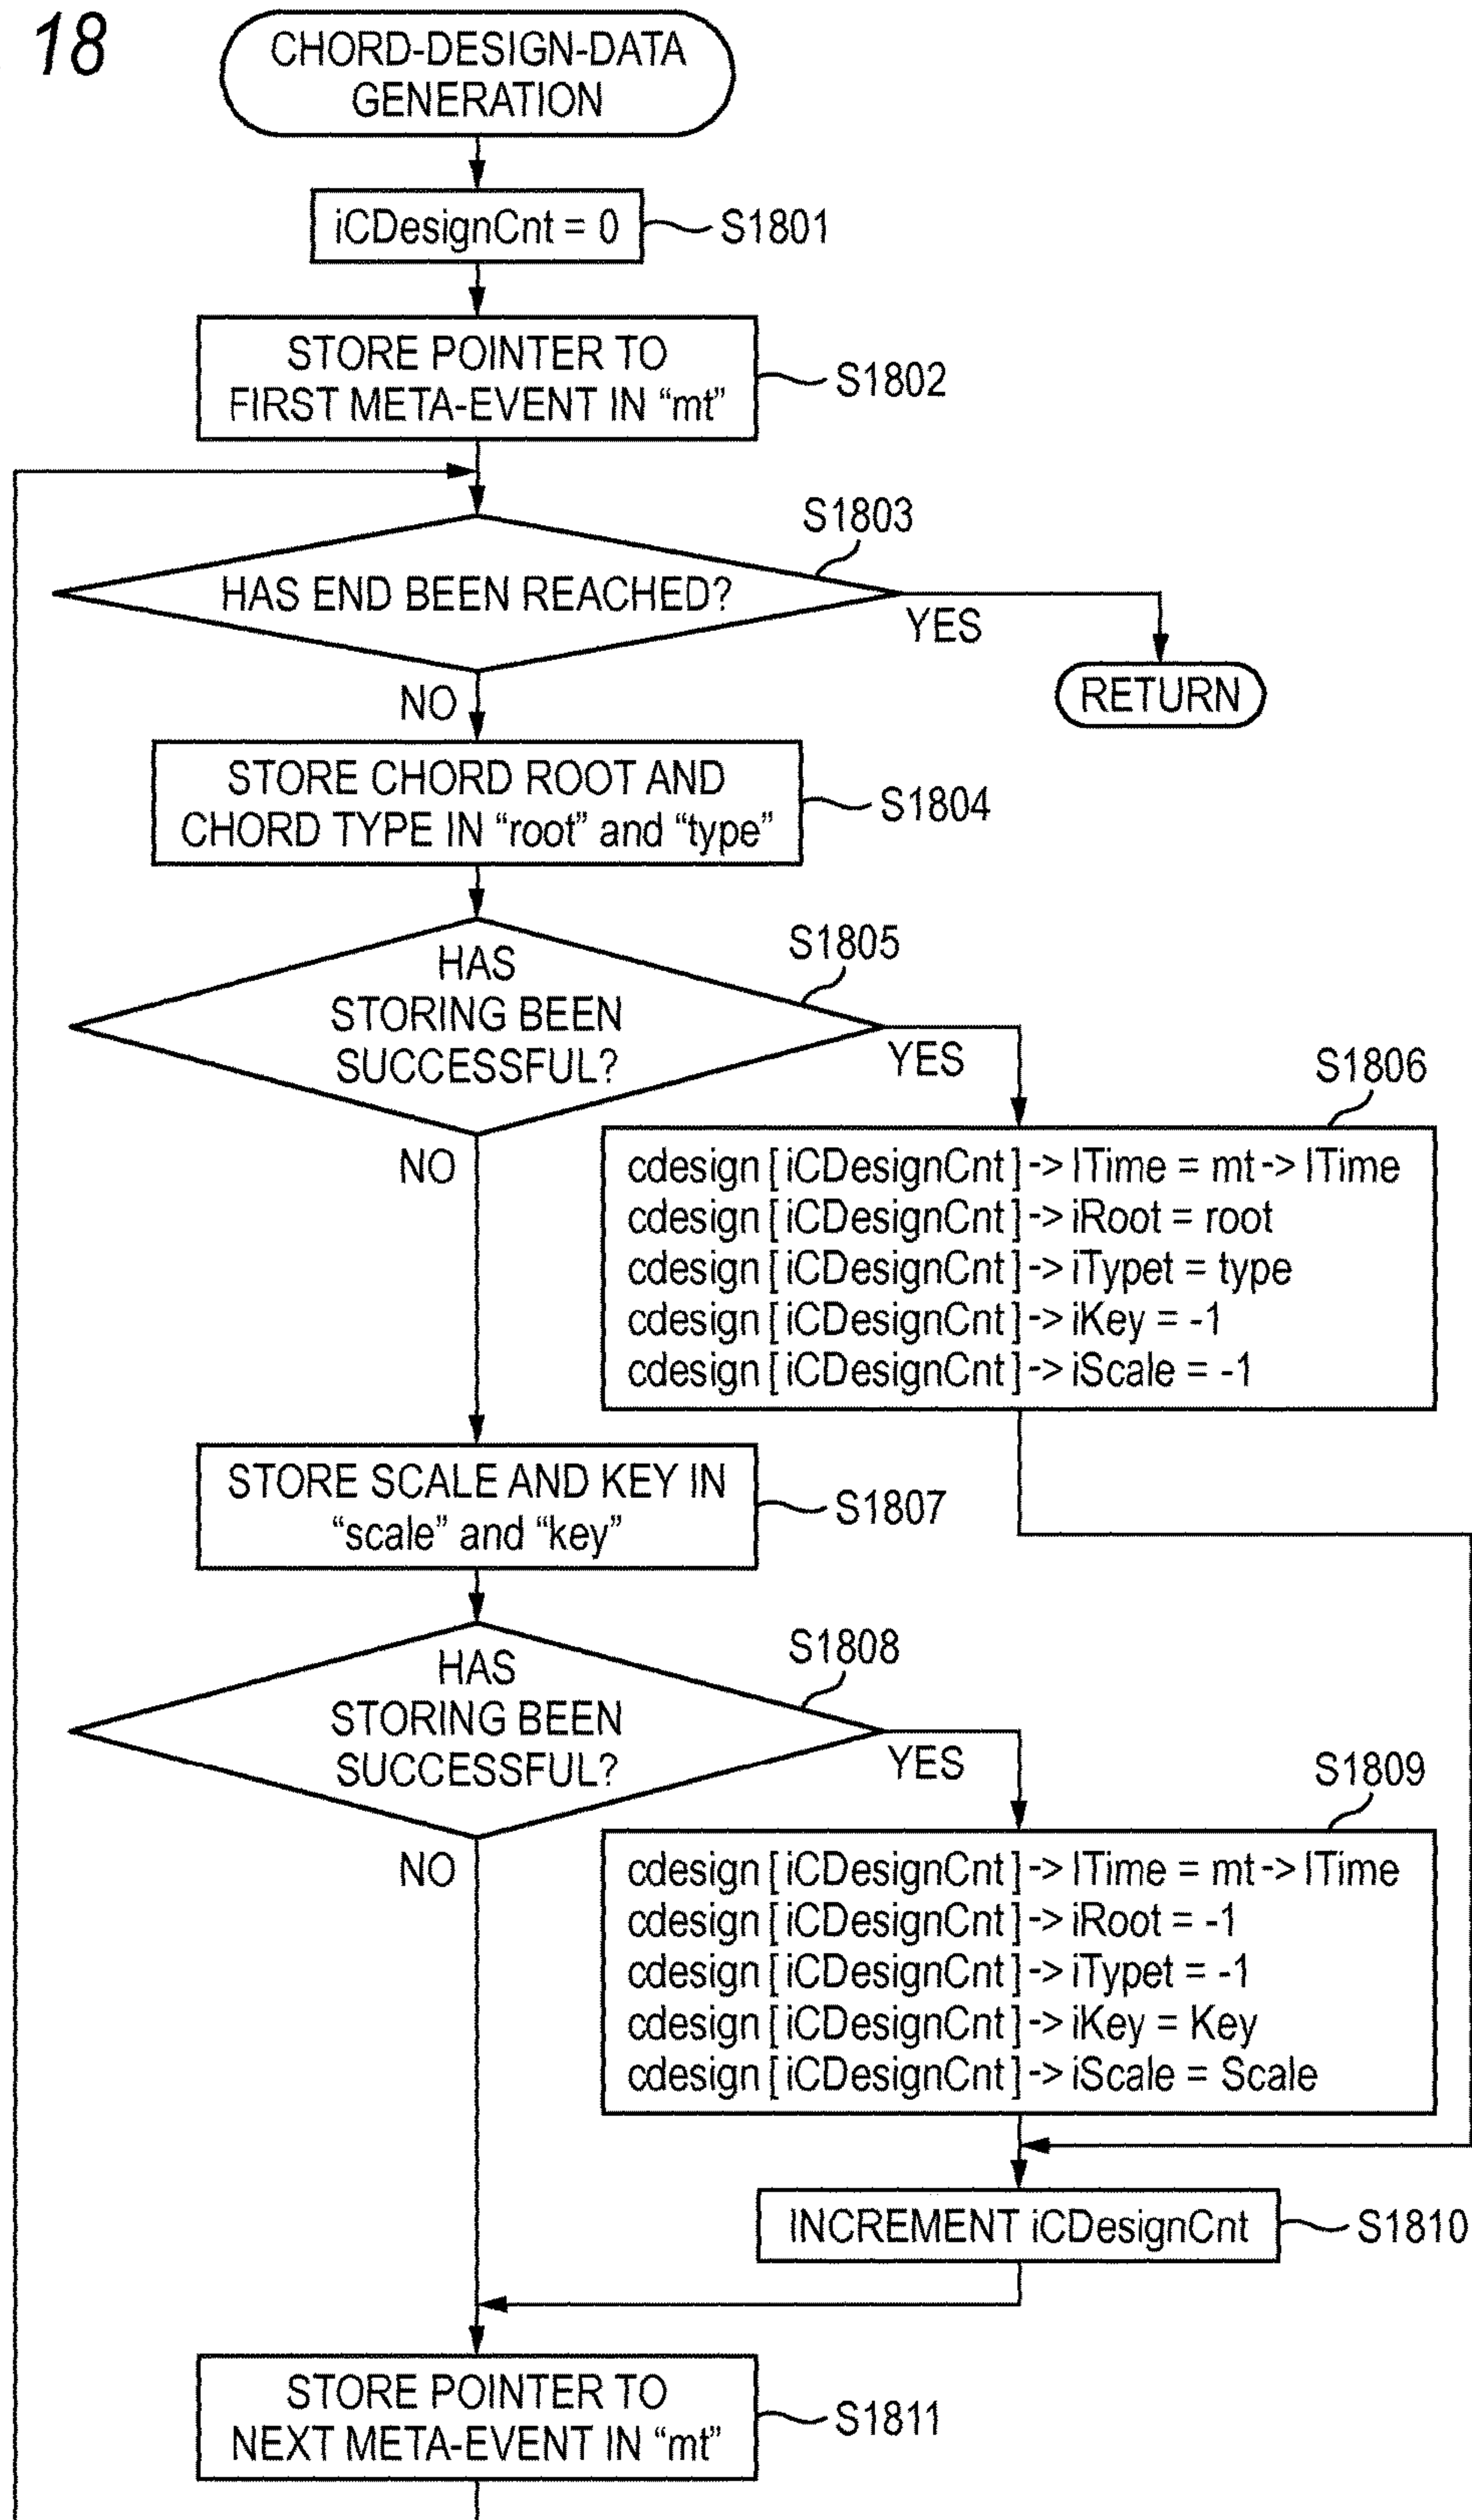 18
CHORD-DESIGN-DATA
GENERATION
iCDesignCnt = 0
S1801
STORE POINTER TO
FIRST META-EVENT IN “mt”
S1802
S1803
HAS END BEEN REACHED?
YES
RETURN
NO
STORE CHORD ROOT AND
CHORD TYPE IN “root” and “type”
S1804
S1805
HAS
STORING BEEN
SUCCESSFUL?
YES
NO
S1806
cdesign [iCDesignCnt] -> lTime = mt -> lTime
cdesign [iCDesignCnt] -> iRoot = root
cdesign [iCDesignCnt] -> iTypet = type
cdesign [iCDesignCnt] -> iKey = -1
cdesign [iCDesignCnt] -> iScale = -1
STORE SCALE AND KEY IN
“scale” and “key”
S1807
S1808
HAS
STORING BEEN
SUCCESSFUL?
YES
NO
S1809
cdesign [iCDesignCnt] -> lTime = mt -> lTime
cdesign [iCDesignCnt] -> iRoot = -1
cdesign [iCDesignCnt] -> iTypet = -1
cdesign [iCDesignCnt] -> iKey = Key
cdesign [iCDesignCnt] -> iScale = Scale
INCREMENT iCDesignCnt
S1810
STORE POINTER TO
NEXT META-EVENT IN “mt”
S1811